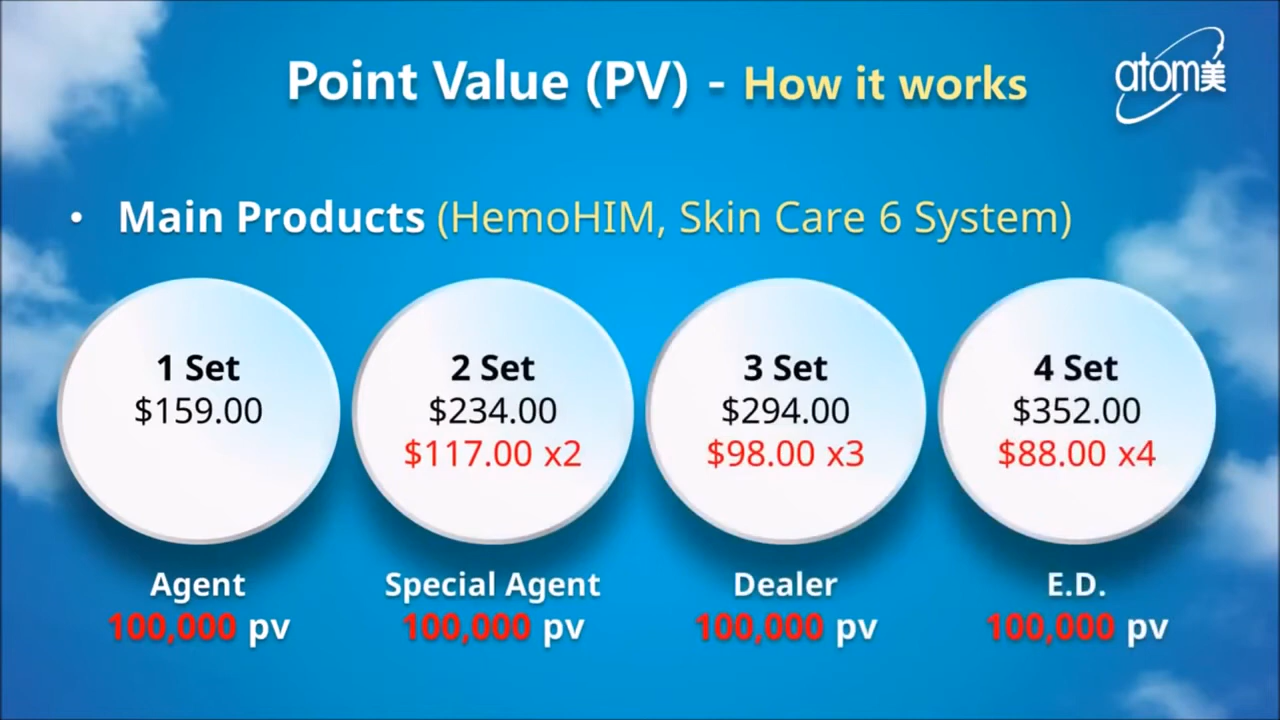 Point Value (PV) - How it works
atom美
• Main Products (HemoHIM, Skin Care 6 System)
1 Set
$159.00
2 Set
$234.00
$117.00 x2
3 Set
$294.00
$98.00 x3
4 Set
$352.00
$88.00 x4
Agent
100,000 pv
Special Agent
100,000 pv
Dealer
100,000 pv
E.D.
100,000 pv